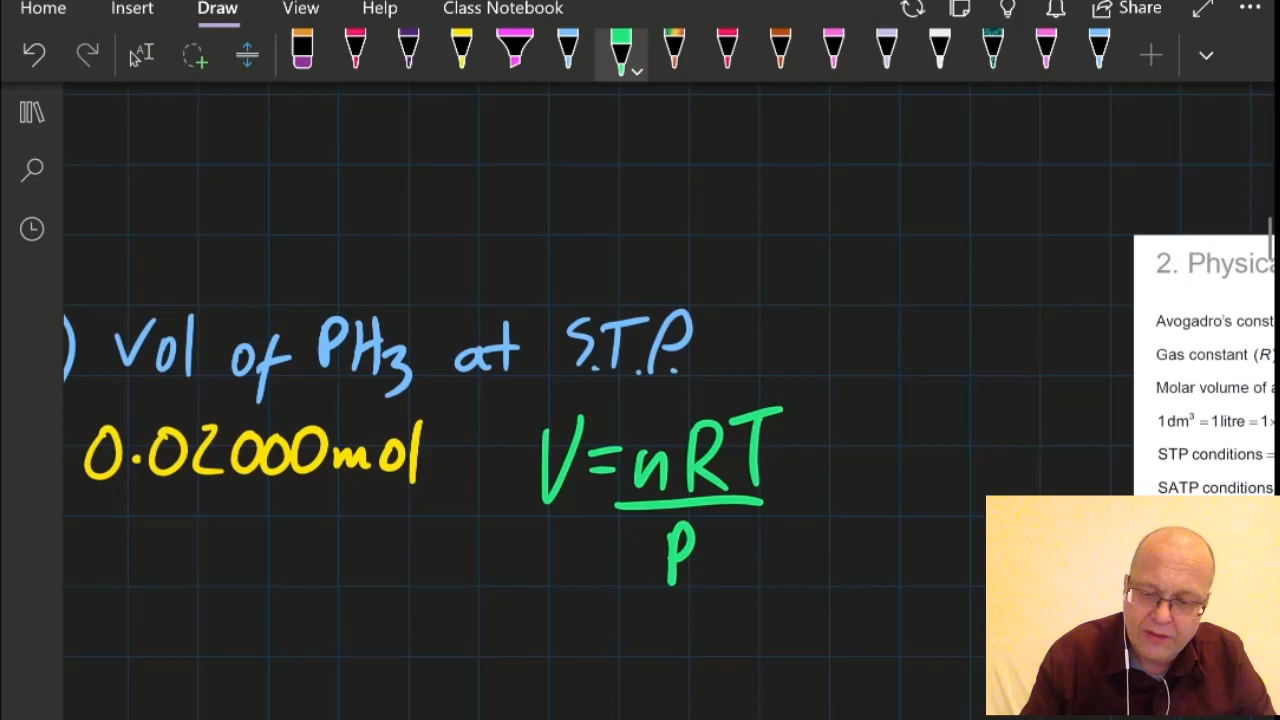 Home Insert Draw View Help Class Notebook Share
) Vol of PH3 at S.T.P.
0.02000mol
V=nRT
P
2. Physica
Avogadro's const
Gas constant (R)
Molar volume of a
1 dm³ = 1 litre = 1×
STP conditions =
SATP conditions